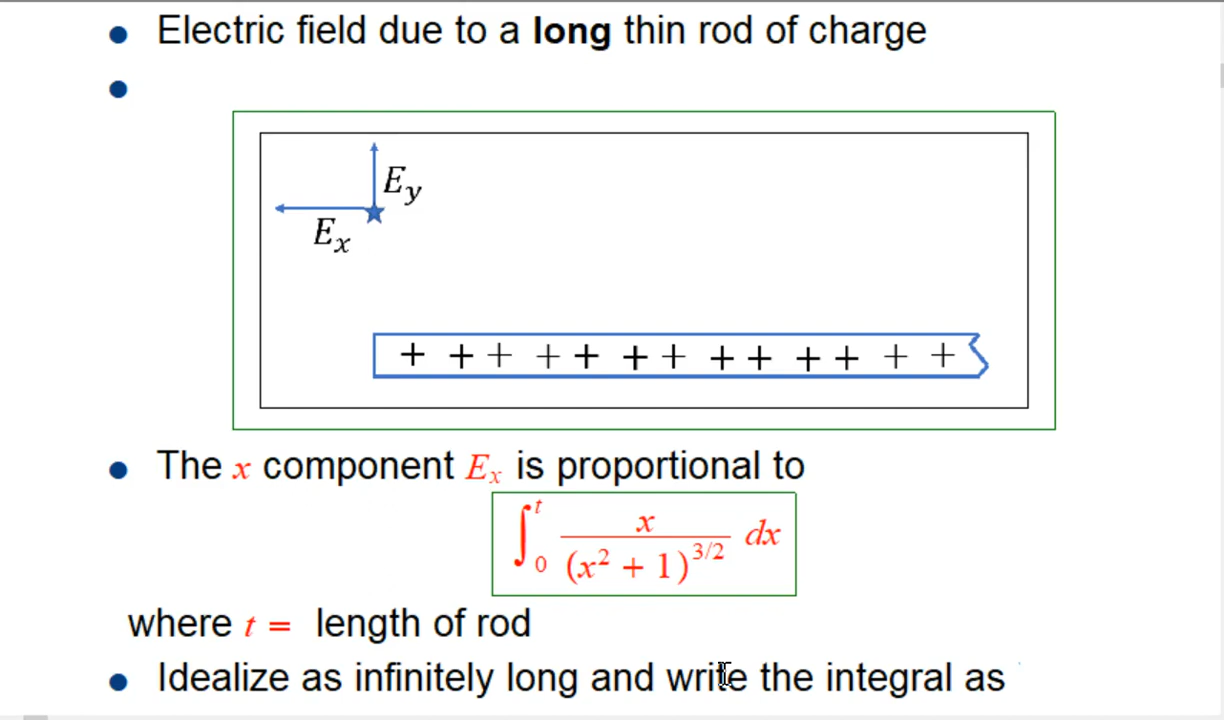 • Electric field due to a long thin rod of charge
•
E_y
E_x
+ + + + + + + + + + + + +
• The x component E_x is proportional to
∫_0^t x/(x² + 1)^{3/2} dx
where t = length of rod
• Idealize as infinitely long and write the integral as